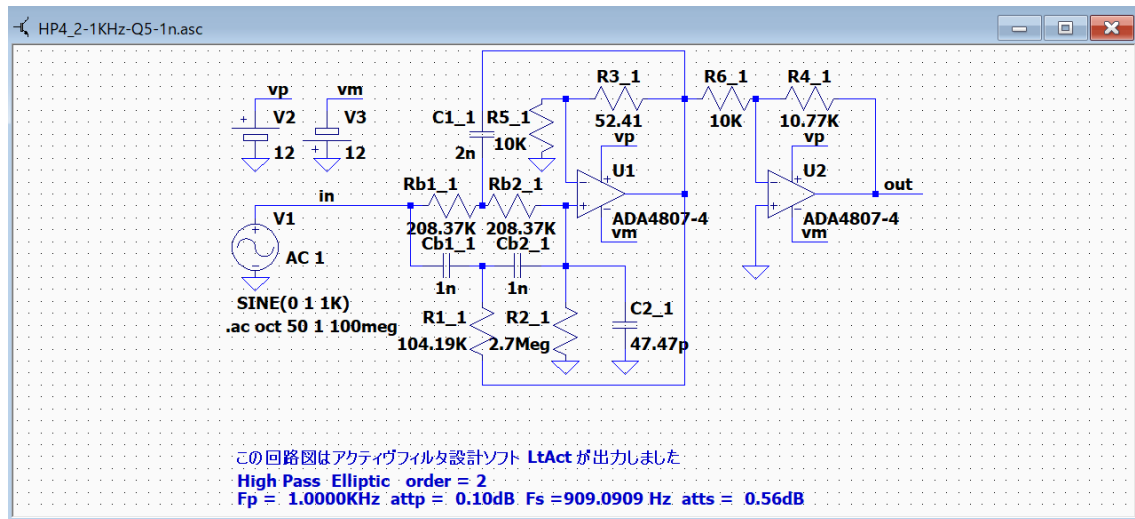 HP4_2-1KHz-Q5-1n.asc
vp
vm
V2
V3
+
+
12
12
in
V1
+
AC 1
SINE(0 1 1K)
.ac oct 50 1 100meg
C1_1
2n
R5_1
10K
R3_1
52.41
vp
U1
ADA4807-4
vm
Rb1_1
208.37K
Rb2_1
208.37K
Cb1_1
1n
Cb2_1
1n
R1_1
104.19K
R2_1
2.7Meg
C2_1
47.47p
R6_1
10K
R4_1
10.77K
vp
U2
ADA4807-4
vm
out
この回路図はアクティヴフィルタ設計ソフト LtAct が出力しました
High Pass Elliptic order = 2
Fp = 1.0000KHz attp = 0.10dB Fs =909.0909 Hz atts = 0.56dB